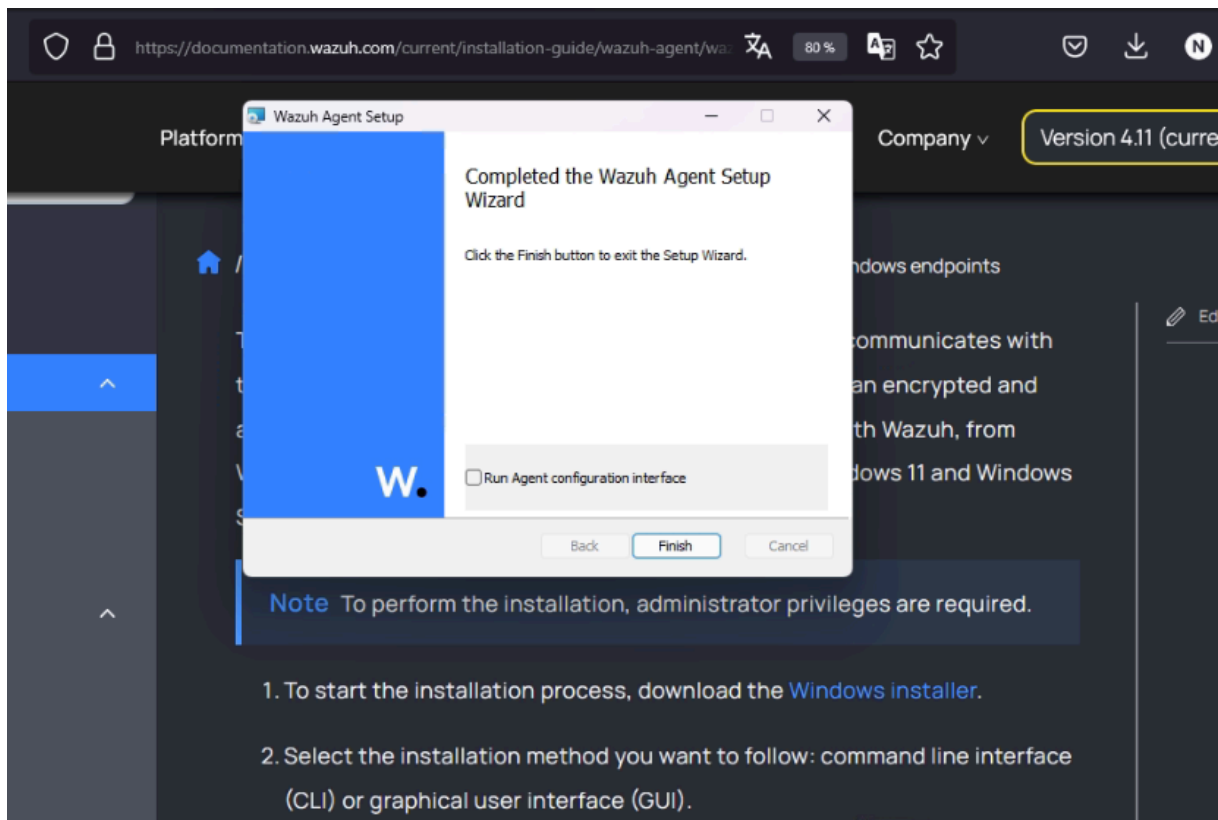 https://documentation.wazuh.com/current/installation-guide/wazuh-agent/wa
80 %
N
Platform
Company
Version 4.11 (curre
Wazuh Agent Setup
Completed the Wazuh Agent Setup
Wizard
Click the Finish button to exit the Setup Wizard.
W.
Run Agent configuration interface
Back
Finish
Cancel
/
ndows endpoints
Ed
T
communicates with
t
an encrypted and
th Wazuh, from
dows 11 and Windows
Note To perform the installation, administrator privileges are required.
1. To start the installation process, download the Windows installer.
2. Select the installation method you want to follow: command line interface
(CLI) or graphical user interface (GUI).